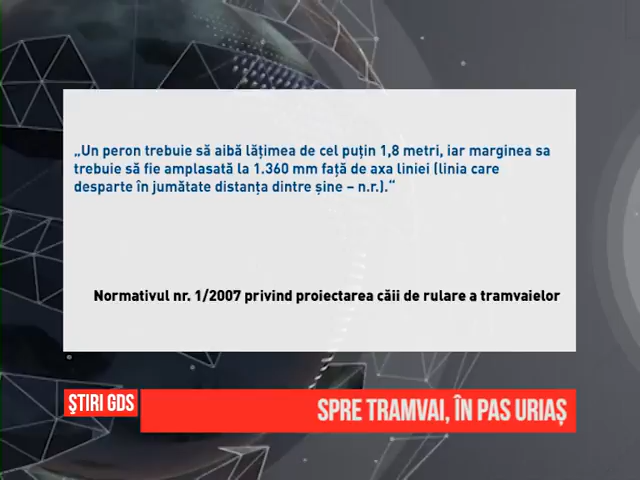 „Un peron trebuie să aibă lățimea de cel puțin 1,8 metri, iar marginea sa
trebuie să fie amplasată la 1.360 mm față de axa liniei (linia care
desparte în jumătate distanța dintre șine – n.r.).“
Normativul nr. 1/2007 privind proiectarea căii de rulare a tramvaielor
ŞTIRI GDS
SPRE TRAMVAI, ÎN PAS URIAŞ